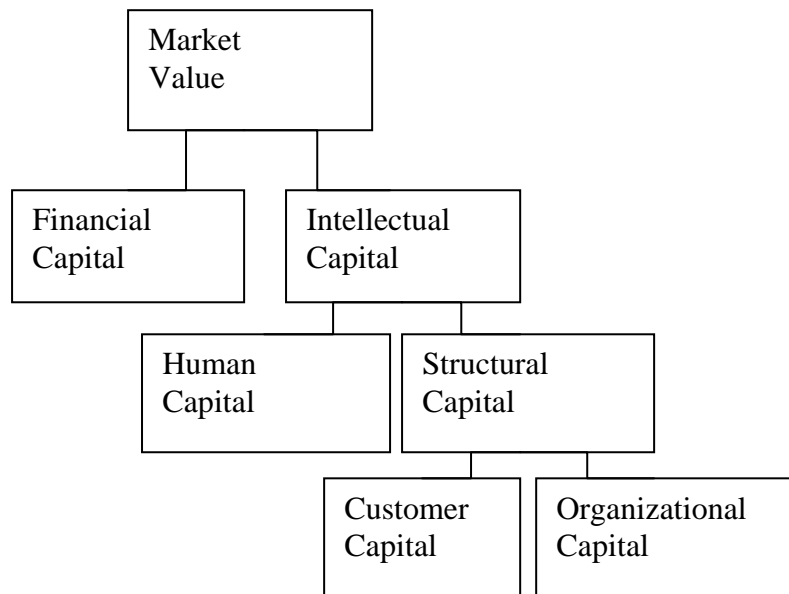 Market
Value
Financial
Capital
Intellectual
Capital
Human
Capital
Structural
Capital
Customer
Capital
Organizational
Capital